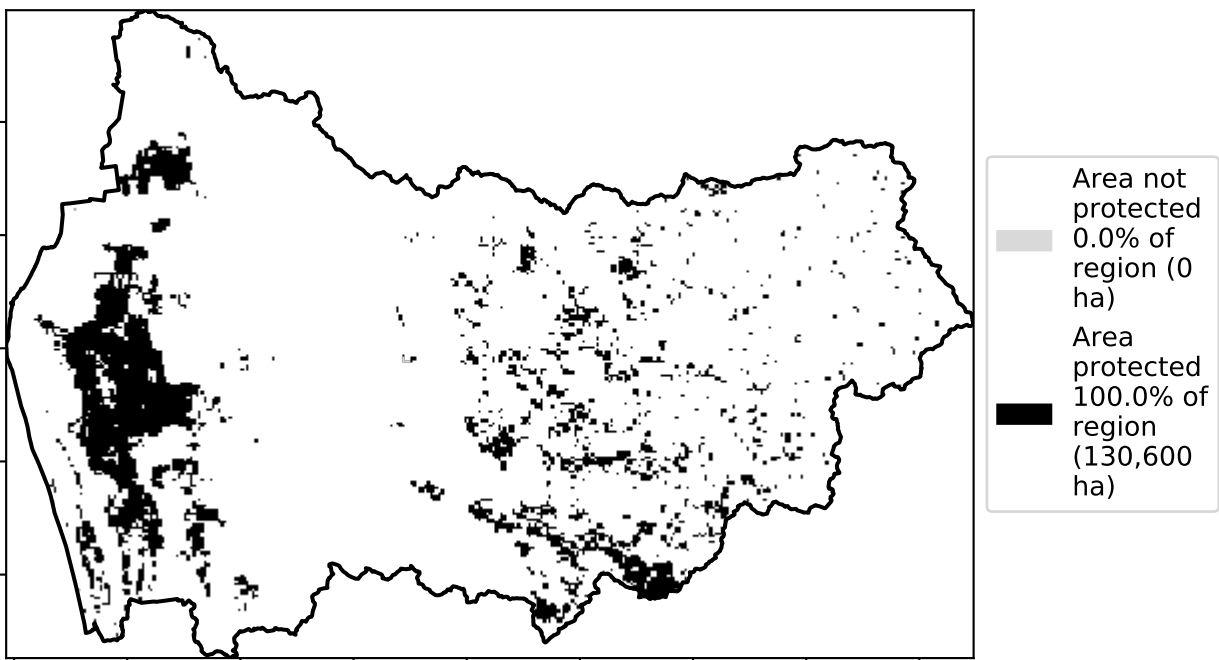 Area not
protected
0.0% of
region (0
ha)
Area
protected
100.0% of
region
(130,600
ha)